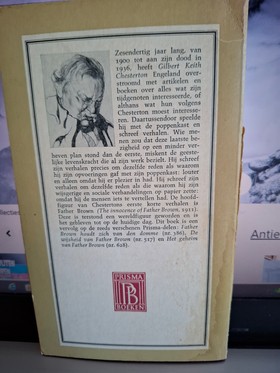 Zesendertig jaar lang, van
1900 tot aan zijn dood in
1936, heeft Gilbert Keith
Chesterton Engeland over-
stroomd met artikelen en
boeken over alles wat zijn
tijdgenoten interesseerde, of
althans wat hun volgens
Chesterton moest interesse-
ren. Daartussendoor speelde
hij met de poppenkast en
schreef verhalen. Wie me-
nen zou dat deze laatste be-
zigheid op een minder ver-
heven plan stond dan de eerste, miskent de geeste-
lijke levenskracht die al zijn werk bezielt. Hij schreef
zijn verhalen precies om dezelfde reden als waarom hij
zijn opvoeringen gaf met zijn poppenkast: louter
en alleen omdat hij er plezier in had. Hij schreef zijn
verhalen om dezelfde reden als die waarom hij zijn
wijsgerige en sociale verhandelingen op papier zette:
omdat hij de mensen iets te vertellen had. De hoofd-
figuur van Chestertons eerste korte verhalen is
Father Brown (The innocence of Father Brown, 1911).
Deze is terstond een wereldfiguur geworden en is
het gebleven tot op de huidige dag. Dit boek is een
vervolg op de reeds verschenen Prisma-delen: Father
Brown houdt zich van den domme (nr. 386), De
wijsheid van Father Brown (nr. 527) en Het geheim
van Father Brown (nr. 628).
PRISMA
PB
BOEKEN